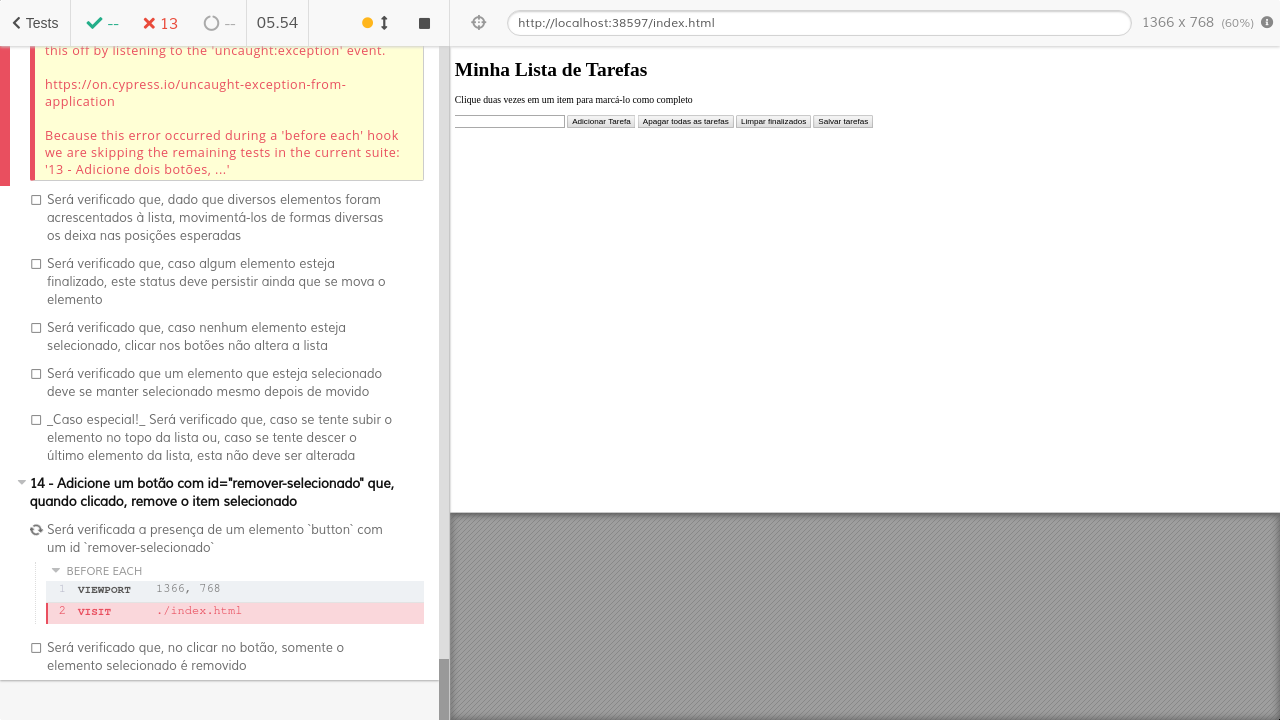 Tests
--
13
--
05.54
http://localhost:38597/index.html
1366 x 768 (60%)
this off by listening to the 'uncaught:exception' event.
https://on.cypress.io/uncaught-exception-from-
application
Because this error occurred during a 'before each' hook
we are skipping the remaining tests in the current suite:
'13 - Adicione dois botões, ...'
Será verificado que, dado que diversos elementos foram
acrescentados à lista, movimentá-los de formas diversas
os deixa nas posições esperadas
Será verificado que, caso algum elemento esteja
finalizado, este status deve persistir ainda que se mova o
elemento
Será verificado que, caso nenhum elemento esteja
selecionado, clicar nos botões não altera a lista
Será verificado que um elemento que esteja selecionado
deve se manter selecionado mesmo depois de movido
_Caso especial!_ Será verificado que, caso se tente subir o
elemento no topo da lista ou, caso se tente descer o
último elemento da lista, esta não deve ser alterada
14 - Adicione um botão com id="remover-selecionado" que,
quando clicado, remove o item selecionado
Será verificada a presença de um elemento `button` com
um id `remover-selecionado`
BEFORE EACH
1 VIEWPORT 1366, 768
2 VISIT ./index.html
Será verificado que, no clicar no botão, somente o
elemento selecionado é removido
Minha Lista de Tarefas
Clique duas vezes em um item para marcá-lo como completo
Adicionar Tarefa Apagar todas as tarefas Limpar finalizados Salvar tarefas